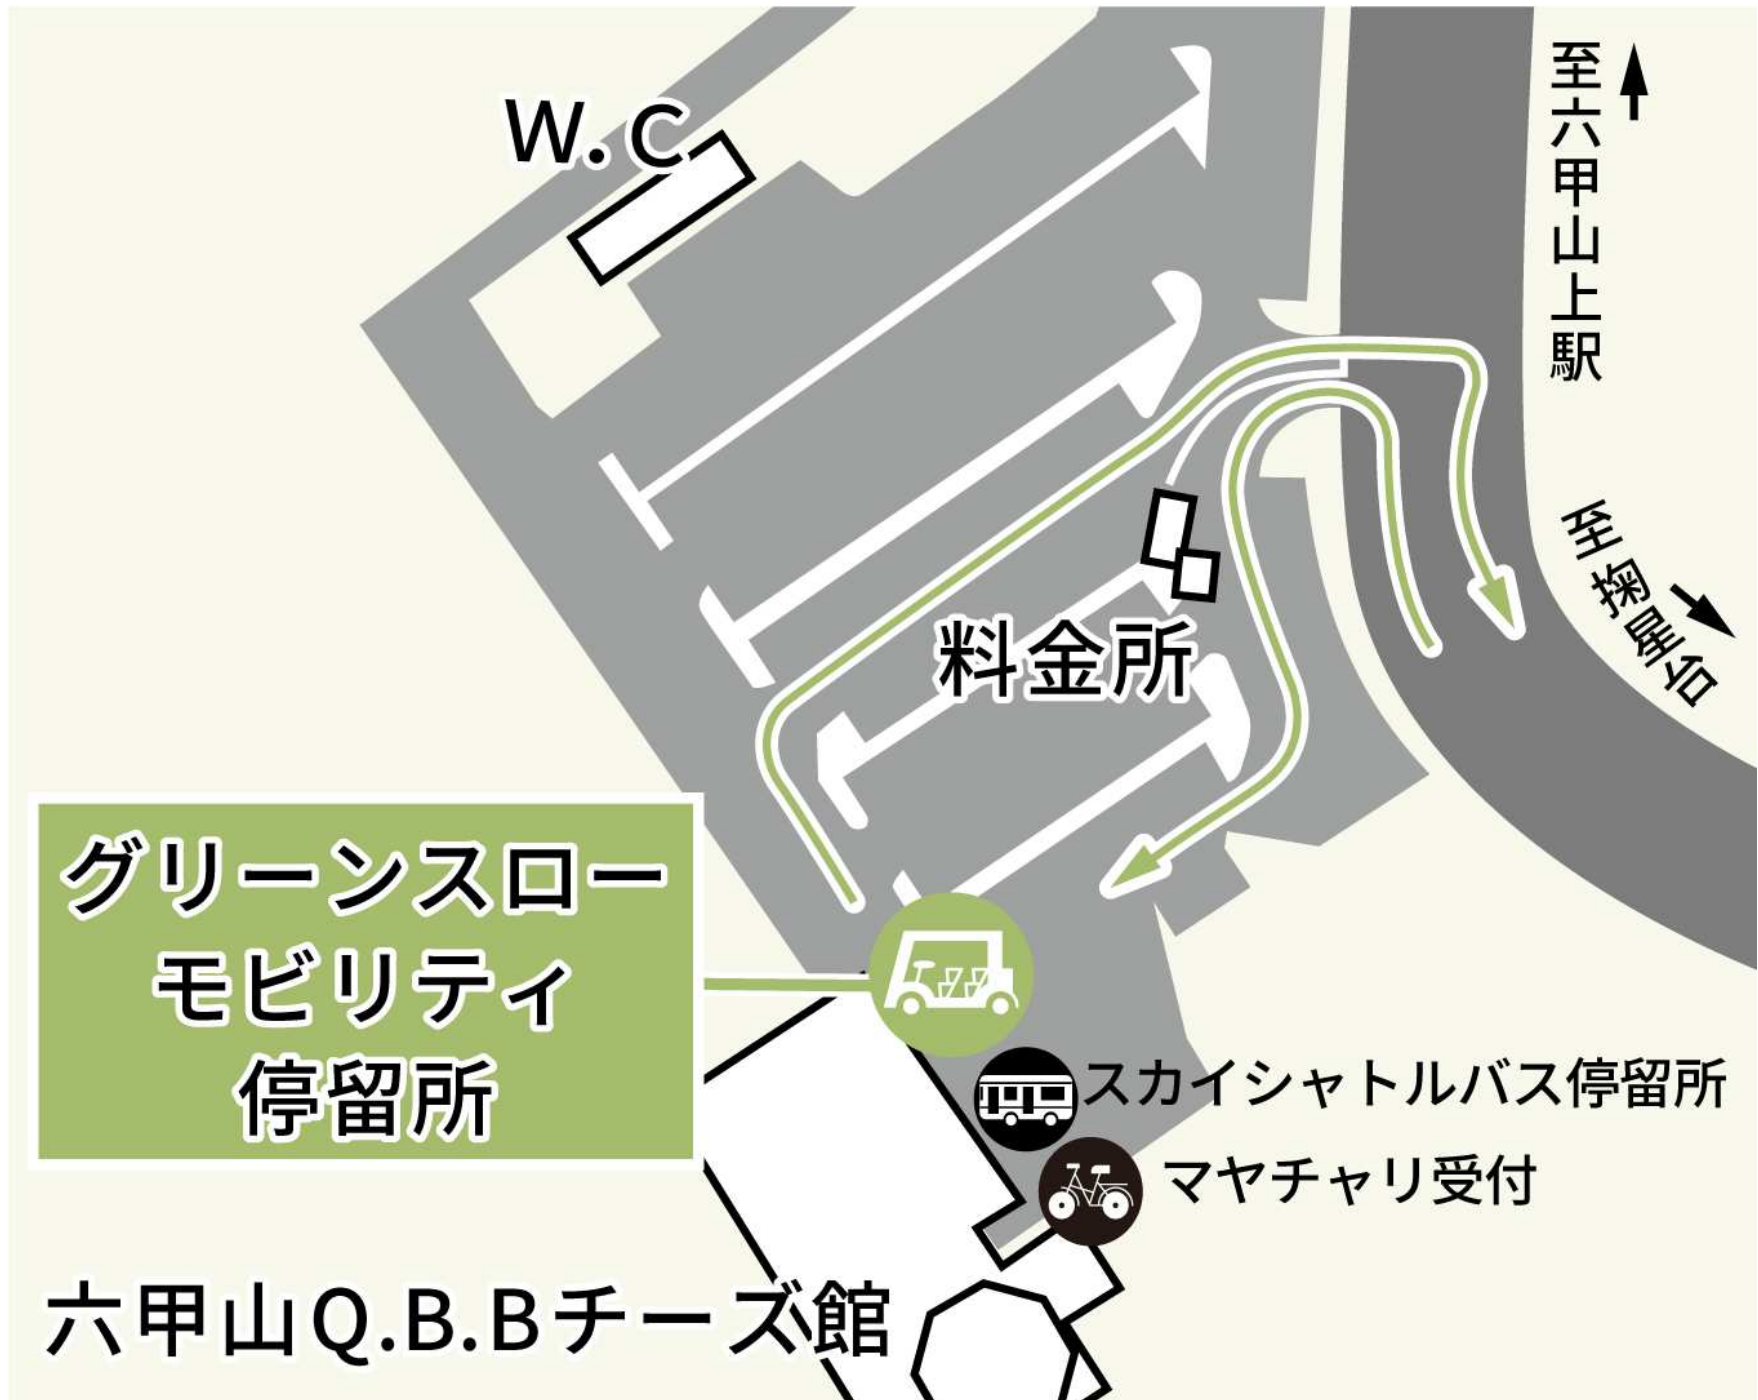 W.C
至六甲山上駅
至掬星台
料金所
グリーンスロー
モビリティ
停留所
スカイシャトルバス停留所
マヤチャリ受付
六甲山Q.B.Bチーズ館